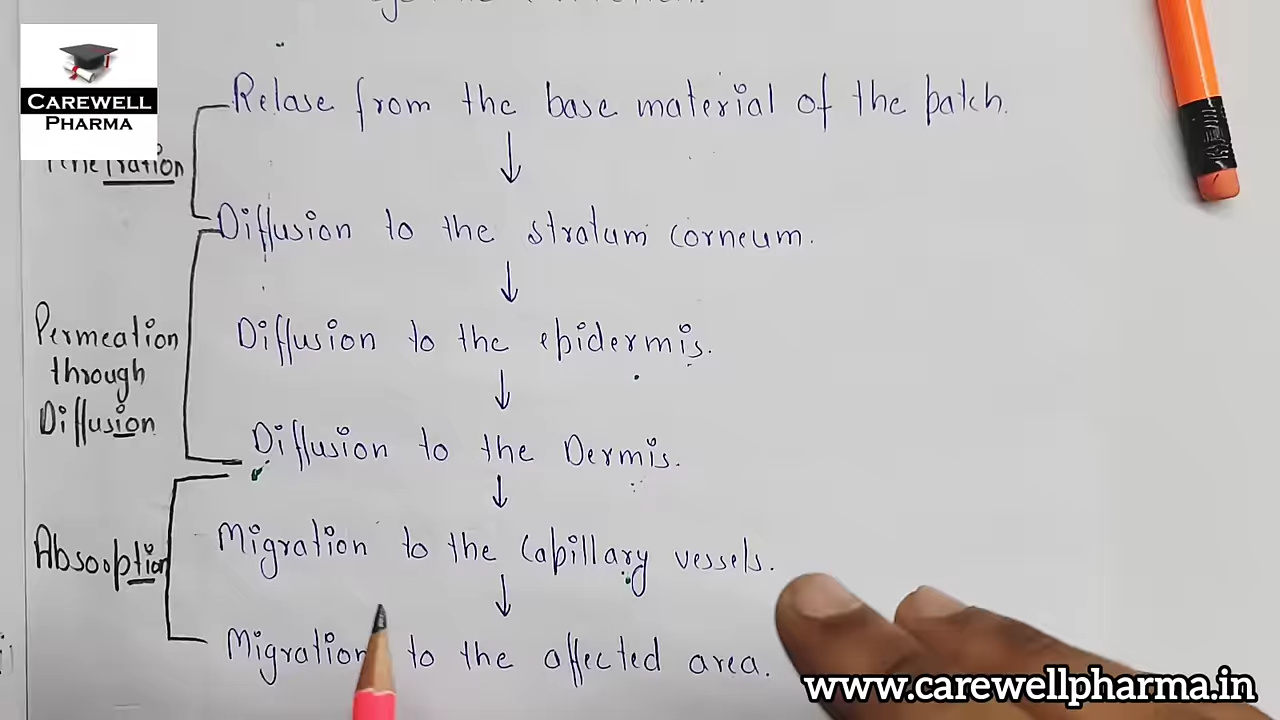 CAREWELL
PHARMA
Relase from the base material of the patch.
Penetration
Diffusion to the stratum corneum.
Diffusion to the epidermis.
Permeation
through
Diffusion
Diffusion to the Dermis.
Migration to the Capillary vessels.
Absorption
Migration to the affected area.
www.carewellpharma.in